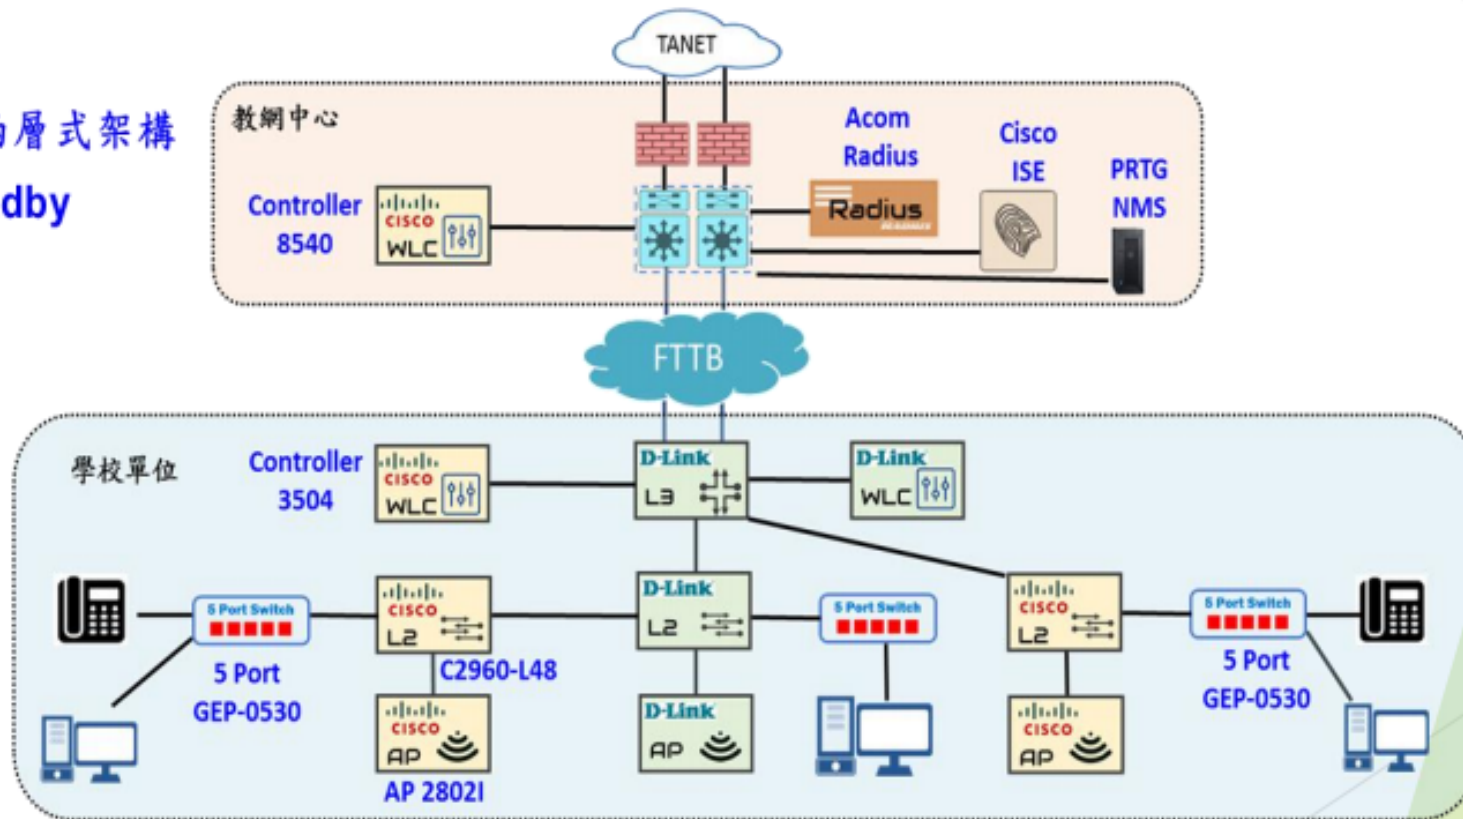 TANET
教網中心
層式架構
dby
Acom
Radius
Cisco
ISE
PRTG
NMS
Controller
8540
CISCO
WLC
Radius
FTTB
學校單位
Controller
3504
CISCO
WLC
D-Link
L3
D-Link
WLC
5 Port Switch
5 Port
GEP-0530
CISCO
L2
C2960-L48
D-Link
L2
5 Port Switch
CISCO
L2
5 Port Switch
5 Port
GEP-0530
CISCO
AP
AP 2802I
D-Link
AP
CISCO
AP